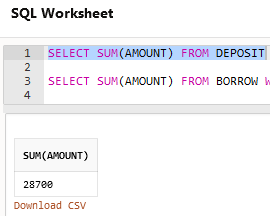 SQL Worksheet
1 SELECT SUM(AMOUNT) FROM DEPOSIT
2
3 SELECT SUM(AMOUNT) FROM BORROW
4
SUM(AMOUNT)
28700
Download CSV